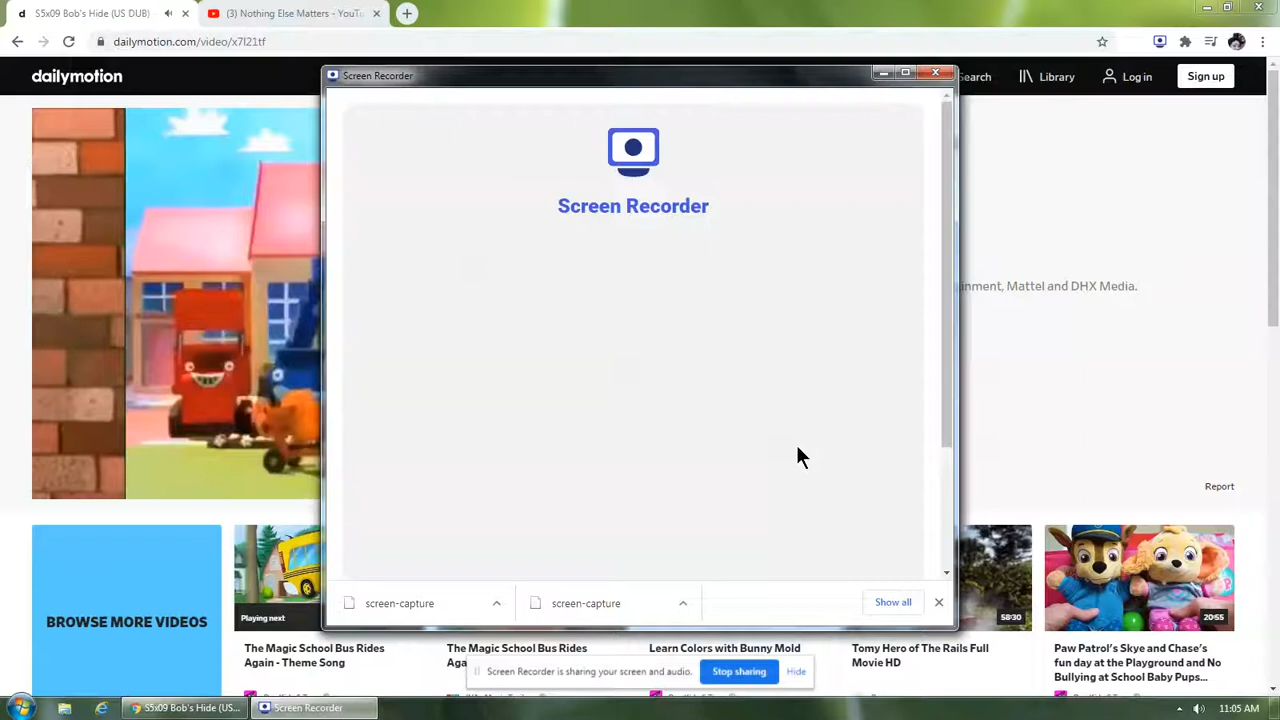 d S5x09 Bob's Hide (US DUB)
(3) Nothing Else Matters - YouTu
dailymotion.com/video/x7l21tf
dailymotion
Search
Library
Log in
Sign up
Screen Recorder
Screen Recorder
inment, Mattel and DHX Media.
Report
screen-capture
screen-capture
Show all
BROWSE MORE VIDEOS
Playing next
58:30
20:55
The Magic School Bus Rides Again - Theme Song
The Magic School Bus Rides
Learn Colors with Bunny Mold
Tomy Hero of The Rails Full Movie HD
Paw Patrol's Skye and Chase's fun day at the Playground and No Bullying at School Baby Pups...
Screen Recorder is sharing your screen and audio.
Stop sharing
Hide
S5x09 Bob's Hide (US...
Screen Recorder
11:05 AM